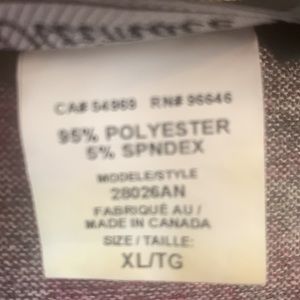 CA# 54969 RN# 96646
95% POLYESTER
5% SPNDEX
MODELE/STYLE
28026AN
FABRIQUÉ AU /
MADE IN CANADA
SIZE / TAILLE:
XL/TG